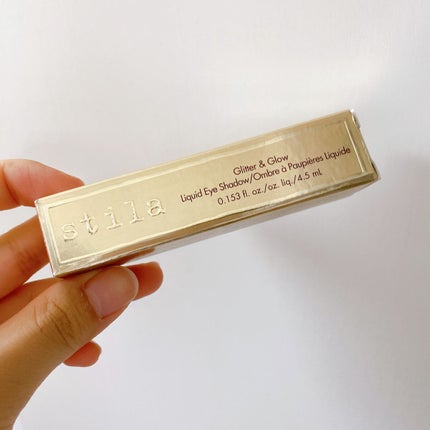 stila
Glitter & Glow
Liquid Eye Shadow/Ombre à Paupières Liquide
0.153 fl. oz./oz. liq./4.5 mL